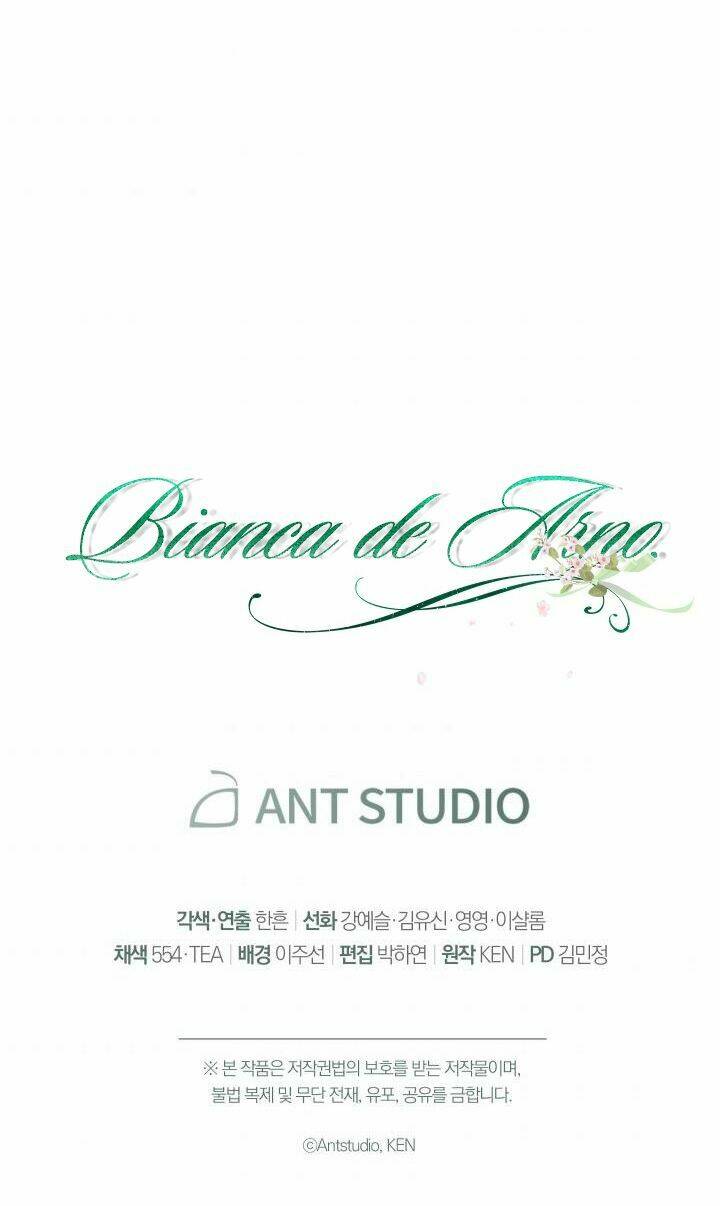 Bianca de Arno.
ANT STUDIO
각색·연출 한흔 | 선화 강예슬·김유신·영영·이샬롬
채색 554·TEA | 배경 이주선 | 편집 박하연 | 원작 KEN | PD 김민정
※ 본 작품은 저작권법의 보호를 받는 저작물이며,
불법 복제 및 무단 전재, 유포, 공유를 금합니다.
ⓒAntstudio, KEN